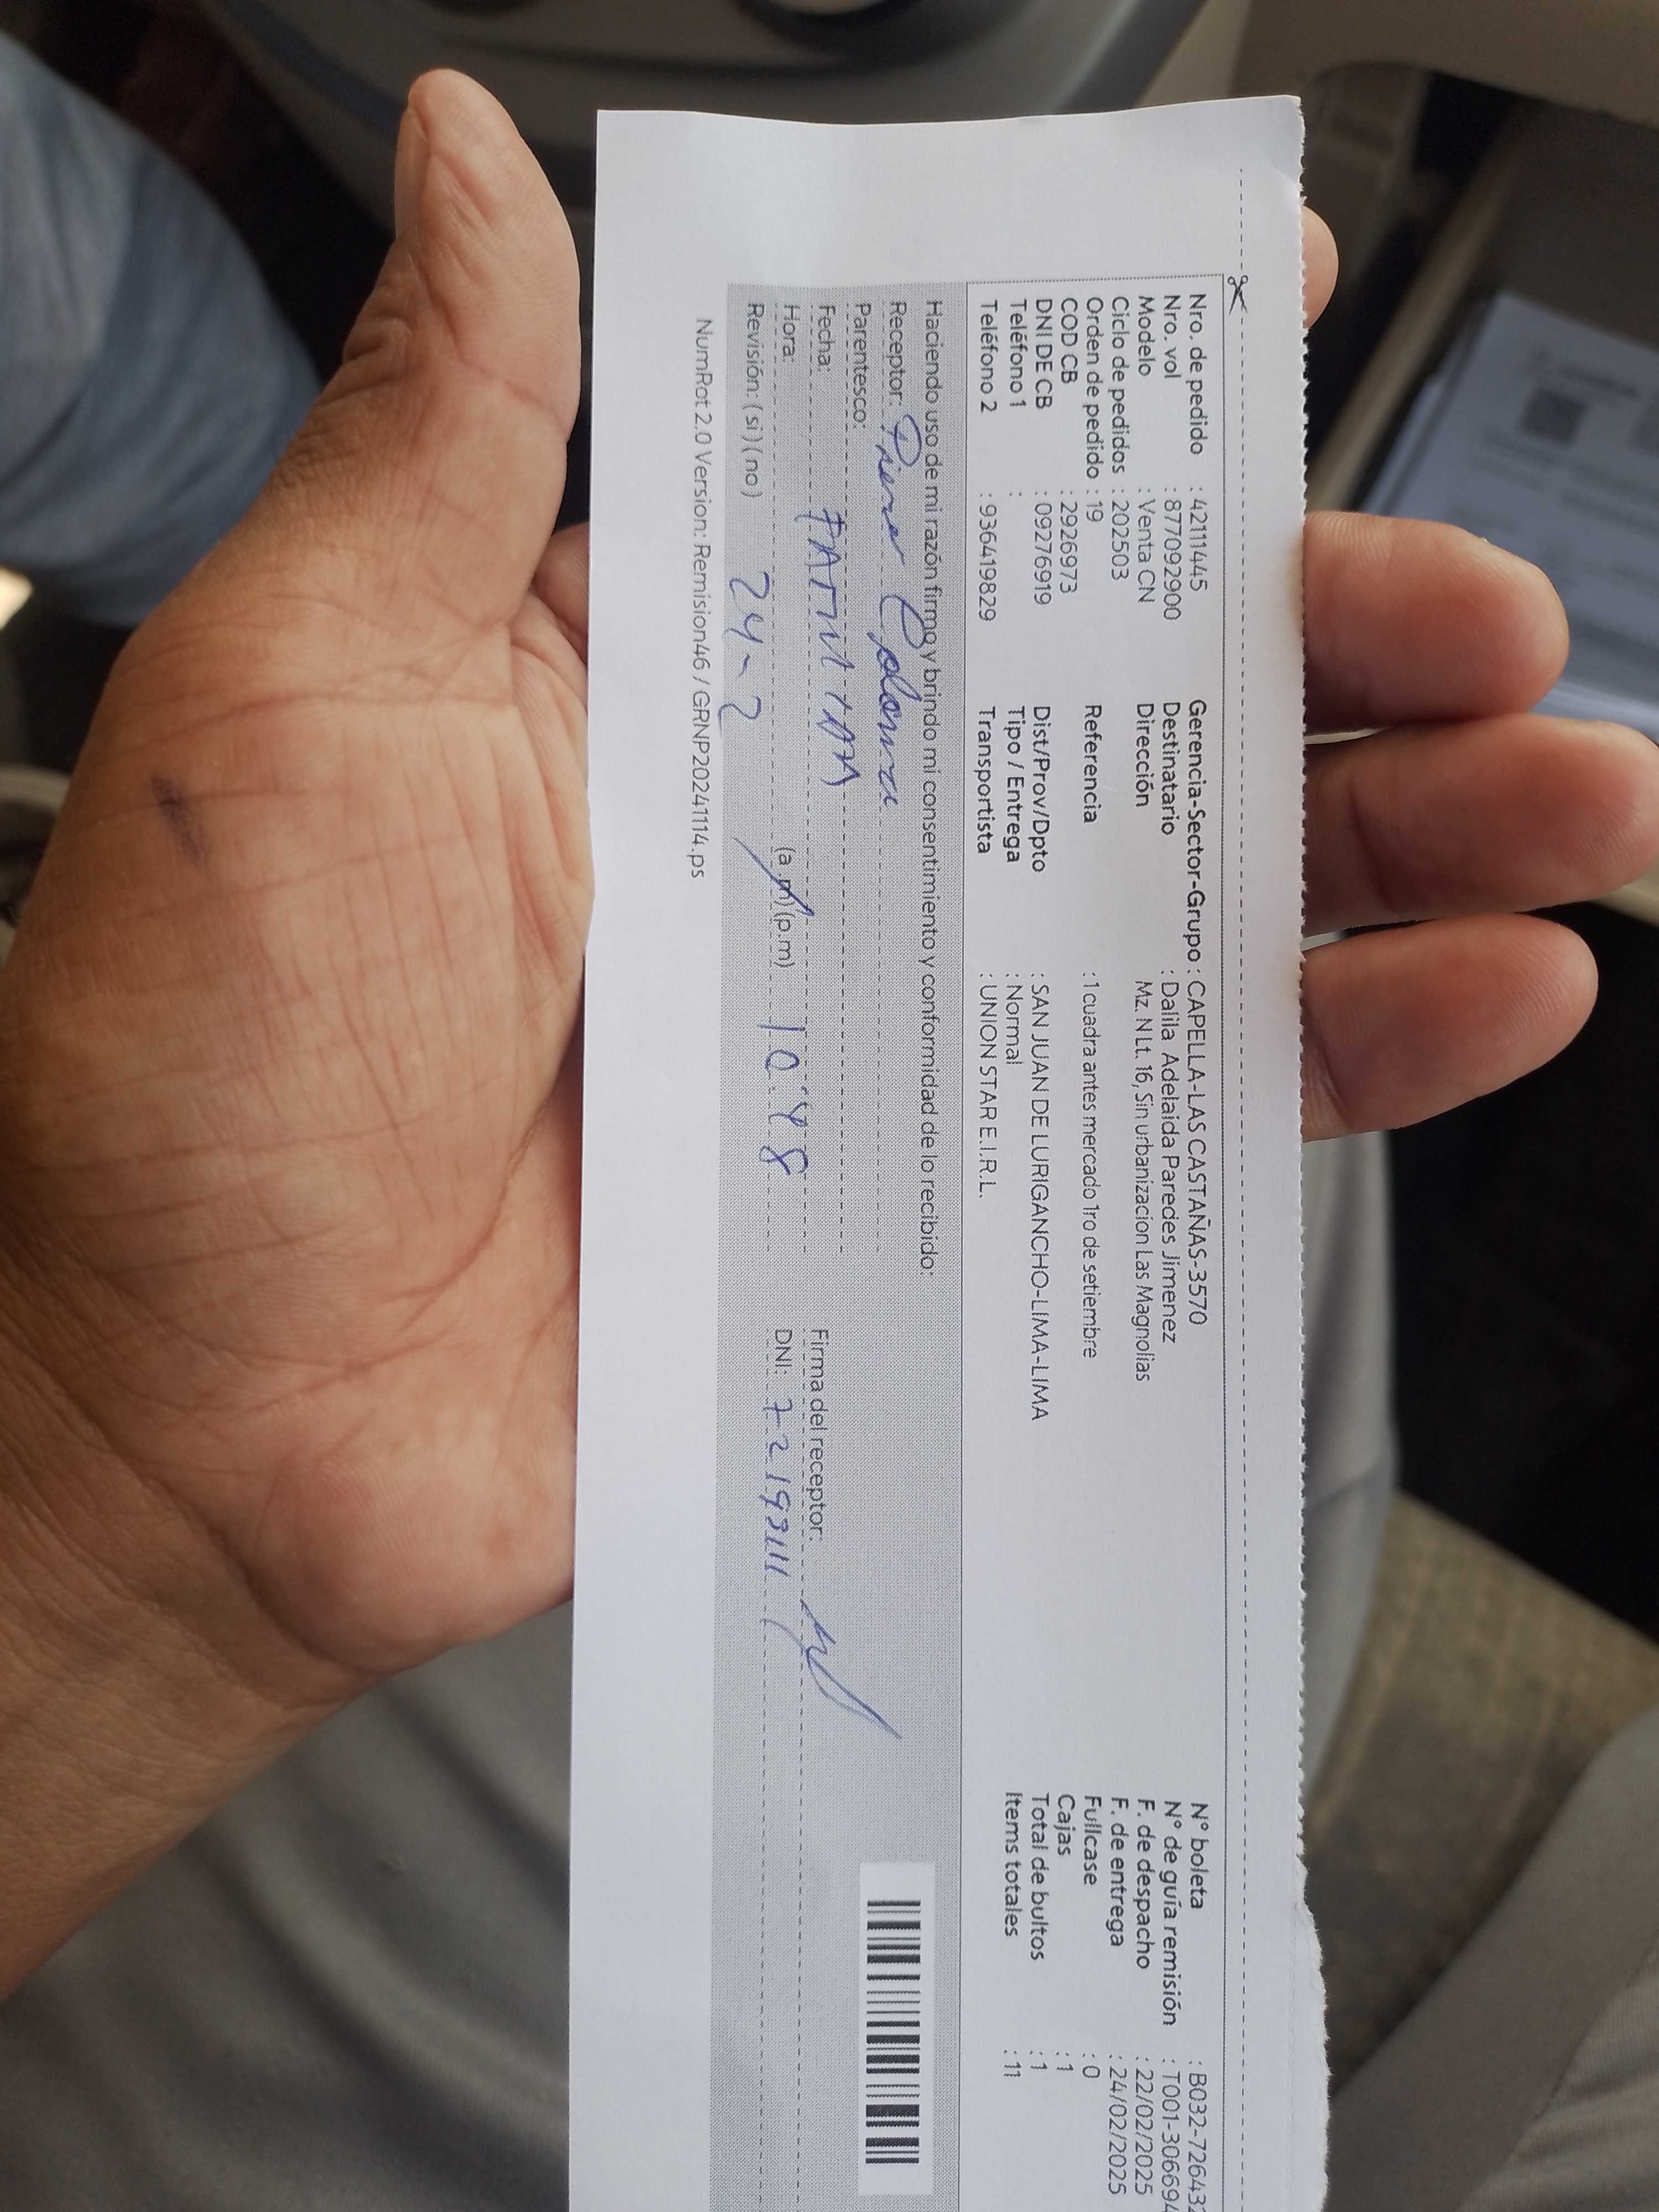 Nro. de pedido : 42111445
Nro. vol : 877092900
Modelo : Venta CN
Ciclo de pedidos : 202503
Orden de pedido : 19
COD CB : 2926973
DNI DE CB : 09276919
Teléfono 1 :
Teléfono 2 : 936419829
Gerencia-Sector-Grupo : CAPELLA-LAS CASTAÑAS-3570
Destinatario : Dalila Adelaida Paredes Jimenez
Dirección Mz. N Lt. 16, Sin urbanizacion Las Magnolias
Referencia : 1 cuadra antes mercado 1ro de setiembre
Dist/Prov/Dpto : SAN JUAN DE LURIGANCHO-LIMA-LIMA
Tipo / Entrega : Normal
Transportista : UNION STAR E.I.R.L.
N° boleta : B032-726432
N° de guía remisión : T001-306694
F. de despacho : 22/02/2025
F. de entrega : 24/02/2025
Fullcase : 0
Cajas : 1
Total de bultos : 1
Items totales : 11
Haciendo uso de mi razón firmo y brindo mi consentimiento y conformidad de lo recibido:
Receptor:
Parentesco:
Fecha:
Hora: (a.m) (p.m) 10:48
Revisión: (si) (no) 24-2
Firma del receptor:
DNI:
NumRot 2.0 Version: Remision46 / GRNP20241114.ps